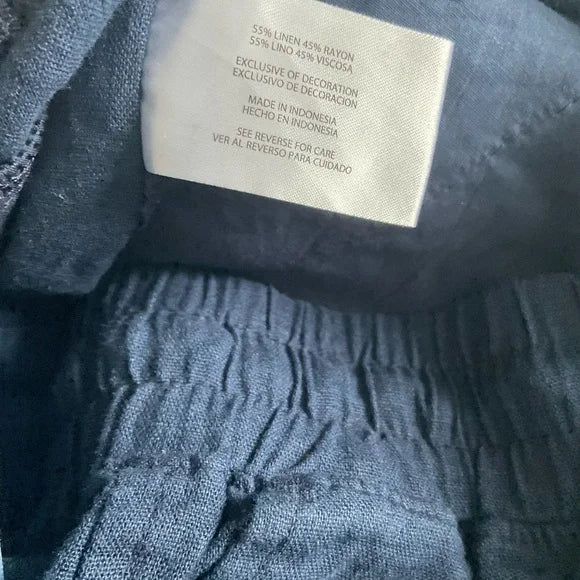 55% LINEN 45% RAYON
55% LINO 45% VISCOSA
EXCLUSIVE OF DECORATION
EXCLUSIVO DE DECORACION
MADE IN INDONESIA
HECHO EN INDONESIA
SEE REVERSE FOR CARE
VER AL REVERSO PARA CUIDADO